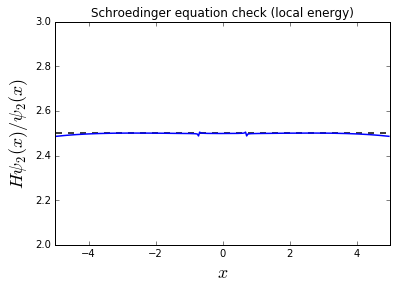 Schroedinger equation check (local energy)
3.0
2.8
2.6
2.4
2.2
2.0
Hψ₂(x)/ψ₂(x)
−4 −2 0 2 4
x